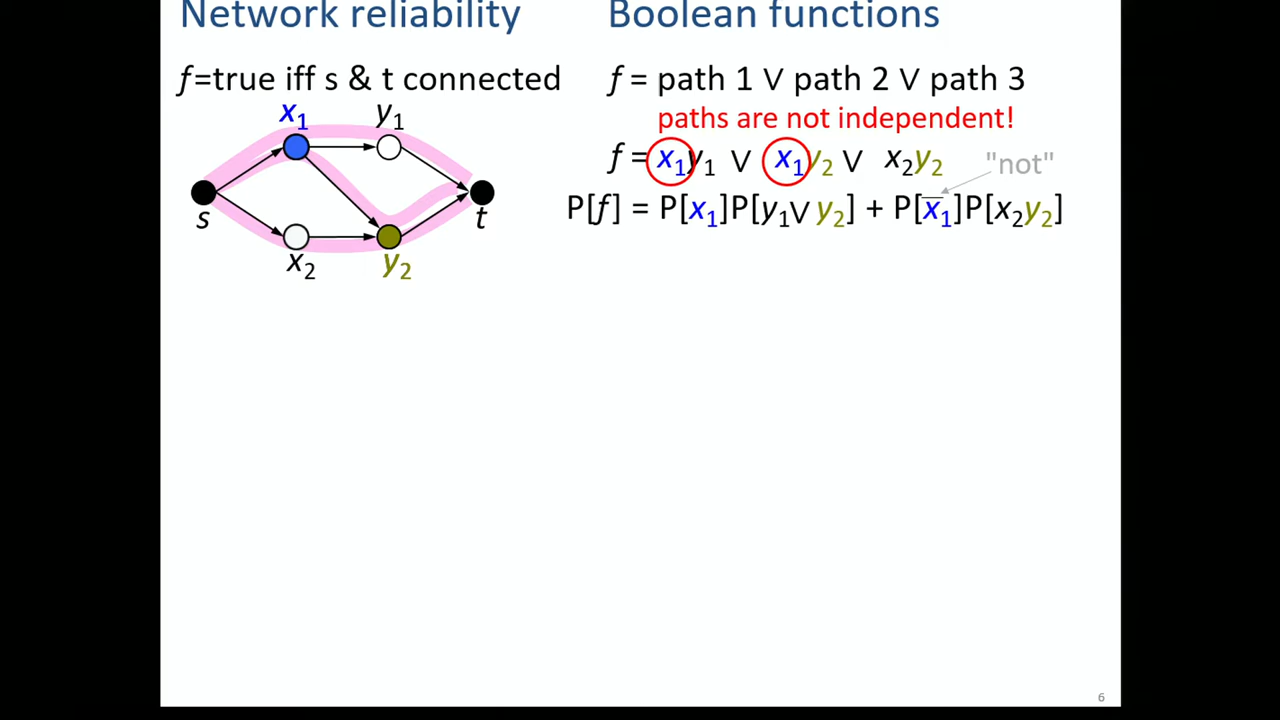 Network reliability
f=true iff s & t connected
x₁ y₁
s t
x₂ y₂
Boolean functions
f = path 1 ∨ path 2 ∨ path 3
paths are not independent!
f = x₁y₁ ∨ x₁y₂ ∨ x₂y₂
"not"
P[f] = P[x₁]P[y₁∨ y₂] + P[x̅₁]P[x₂y₂]
6